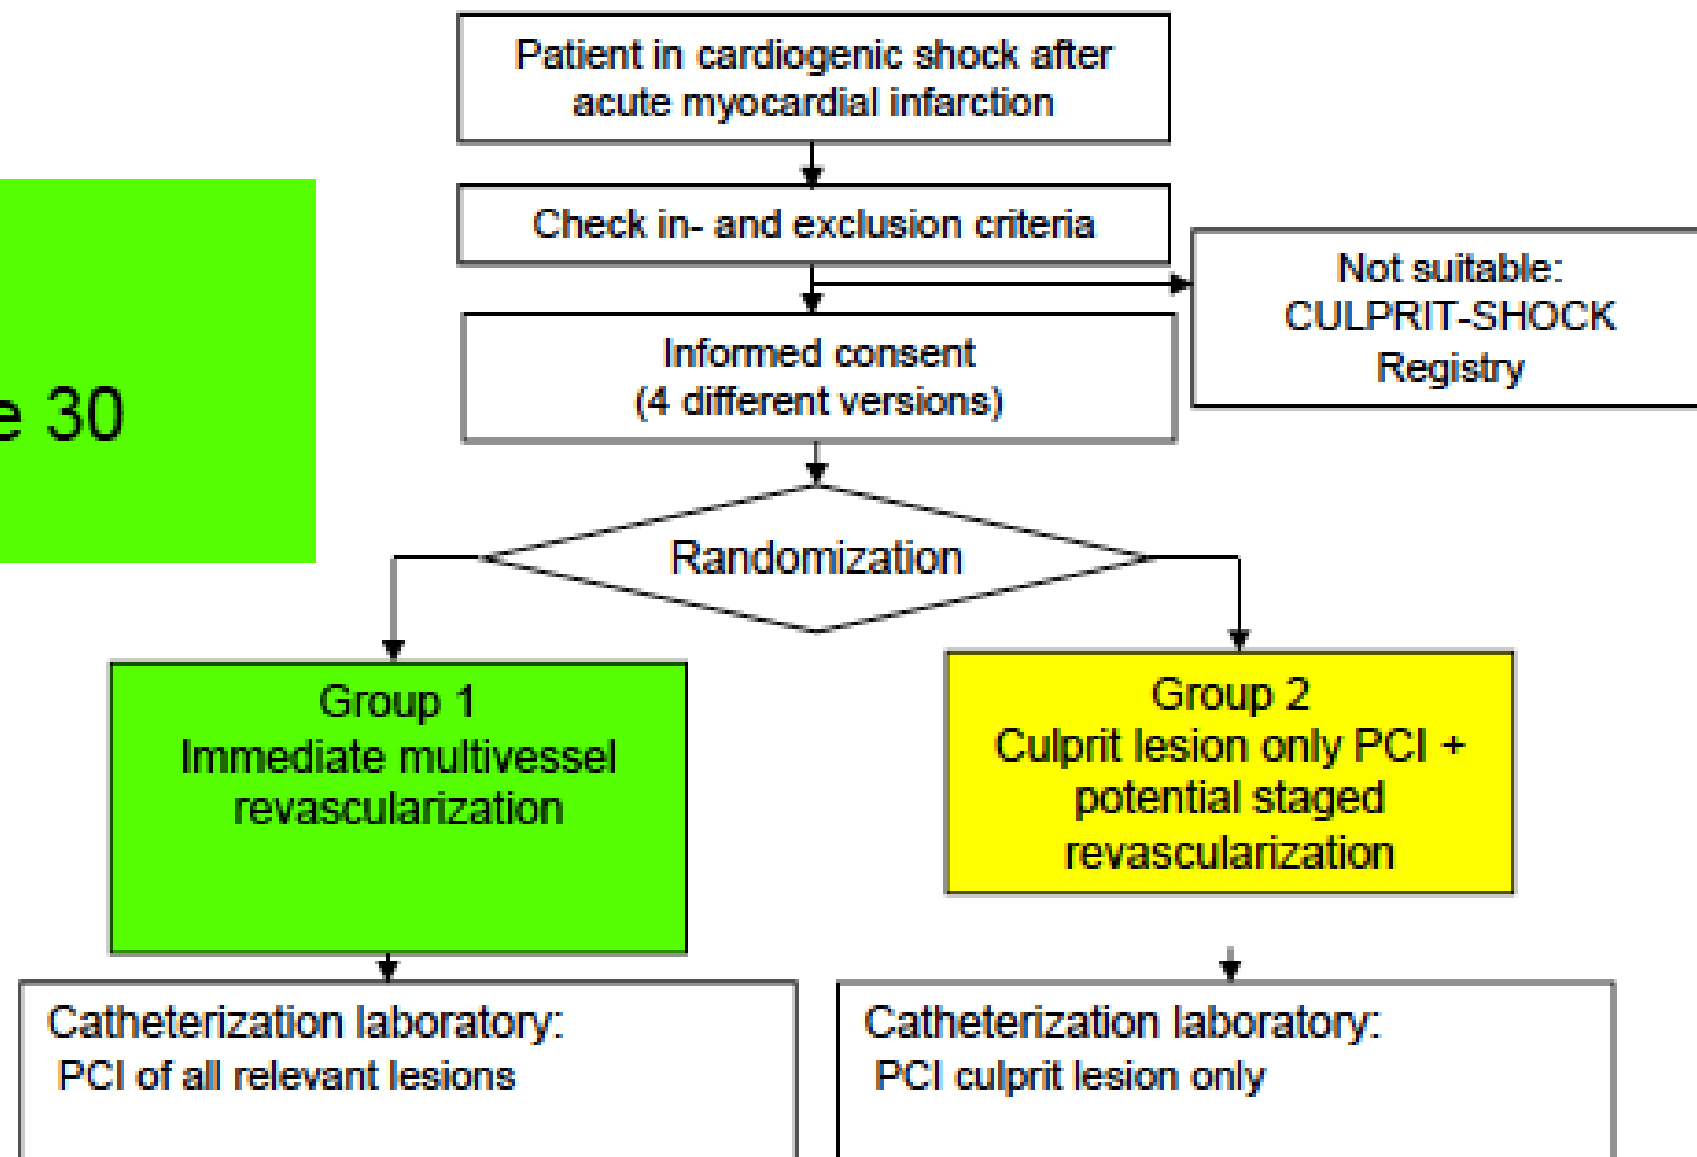 Patient in cardiogenic shock after
acute myocardial infarction
Check in- and exclusion criteria
Not suitable:
CULPRIT-SHOCK
Registry
Informed consent
(4 different versions)
30
Randomization
Group 1
Immediate multivessel
revascularization
Group 2
Culprit lesion only PCI +
potential staged
revascularization
Catheterization laboratory:
PCI of all relevant lesions
Catheterization laboratory:
PCI culprit lesion only